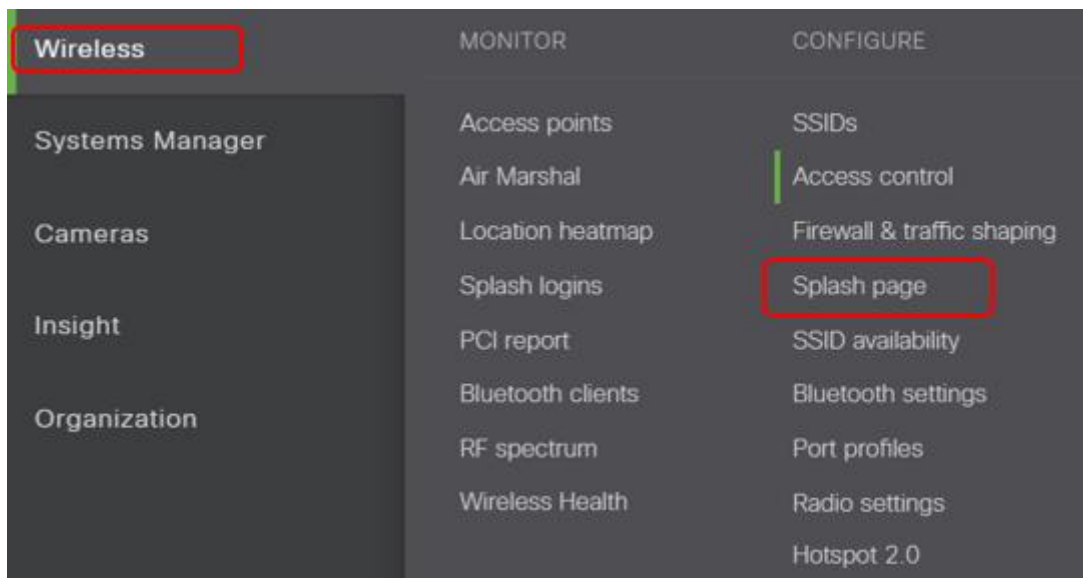 Wireless
Systems Manager
Cameras
Insight
Organization
MONITOR
Access points
Air Marshal
Location heatmap
Splash logins
PCI report
Bluetooth clients
RF spectrum
Wireless Health
CONFIGURE
SSIDs
Access control
Firewall & traffic shaping
Splash page
SSID availability
Bluetooth settings
Port profiles
Radio settings
Hotspot 2.0